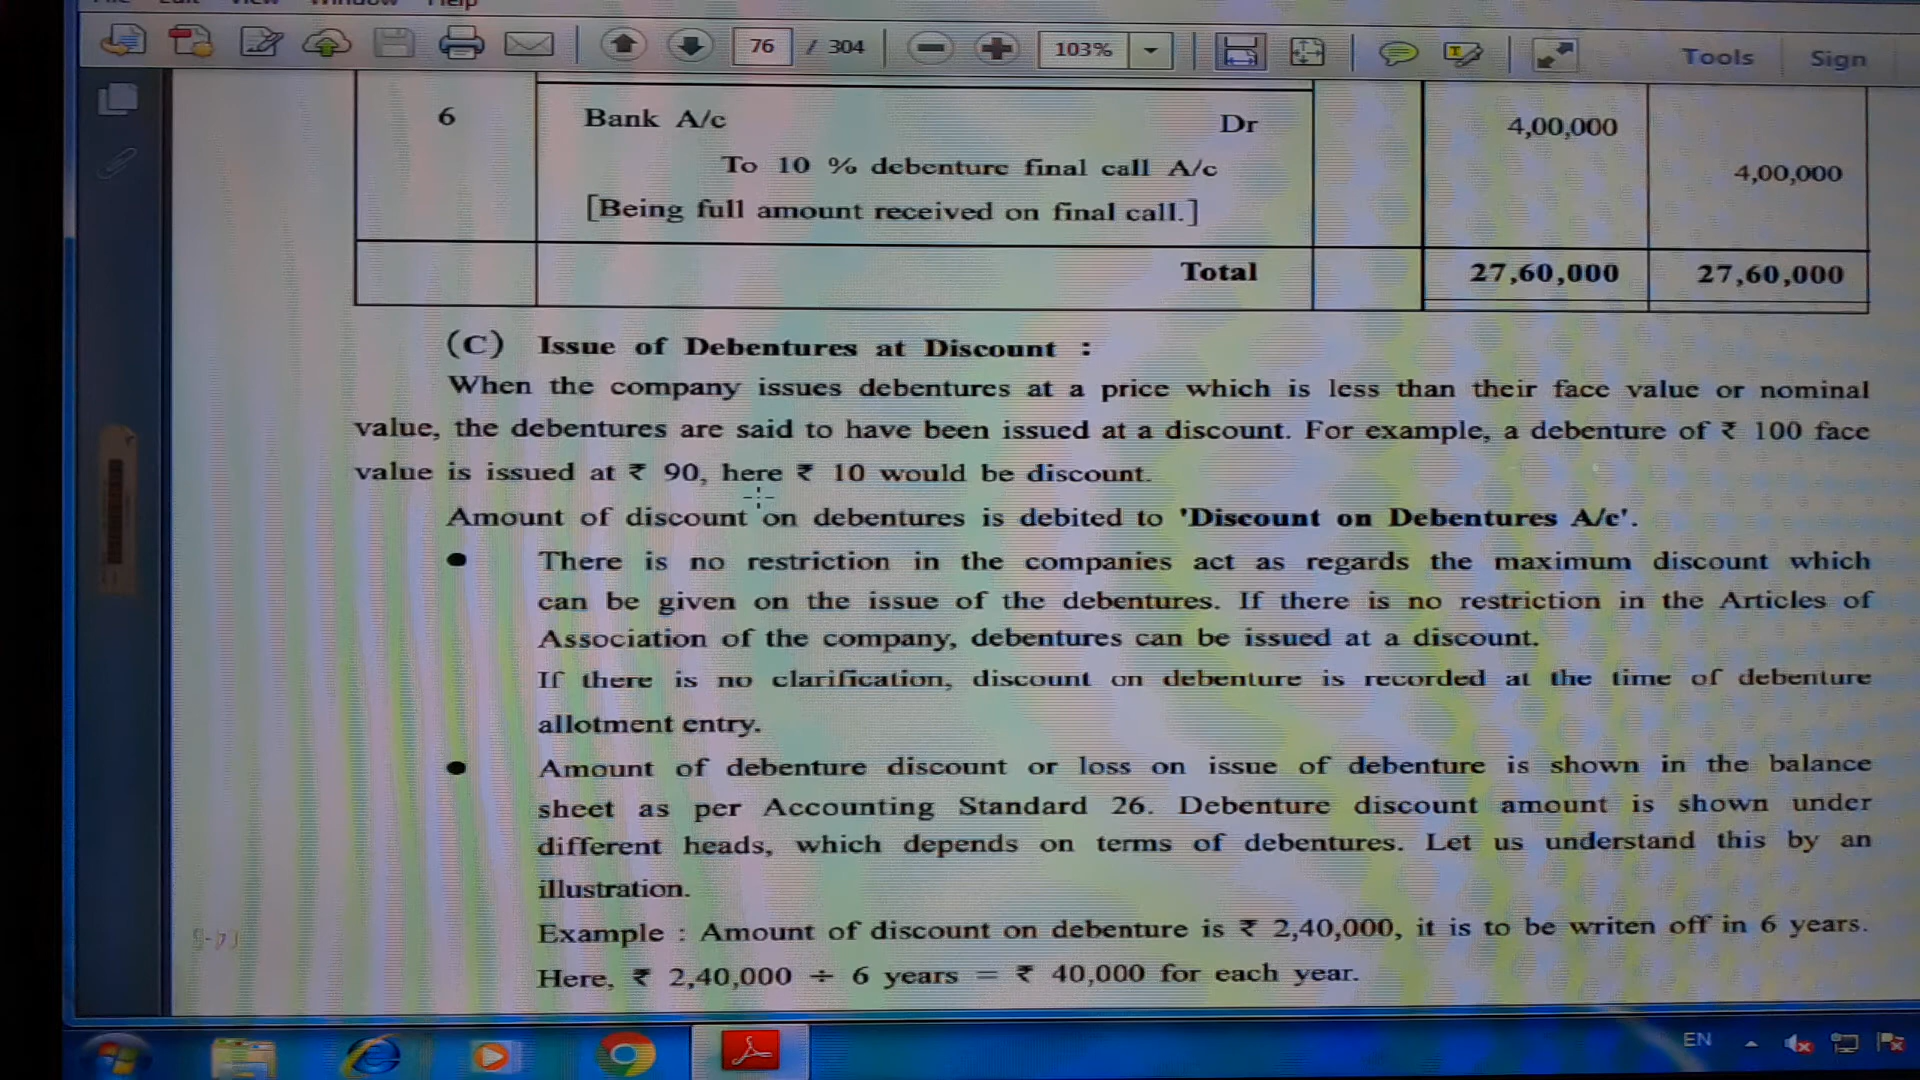 Help
76 / 304
103%
Tools
Sign
6
Bank A/c Dr 4,00,000
To 10 % debenture final call A/c 4,00,000
[Being full amount received on final call.]
Total 27,60,000 27,60,000
(C) Issue of Debentures at Discount :
When the company issues debentures at a price which is less than their face value or nominal
value, the debentures are said to have been issued at a discount. For example, a debenture of ₹ 100 face
value is issued at ₹ 90, here ₹ 10 would be discount.
Amount of discount on debentures is debited to 'Discount on Debentures A/c'.
● There is no restriction in the companies act as regards the maximum discount which
can be given on the issue of the debentures. If there is no restriction in the Articles of
Association of the company, debentures can be issued at a discount.
If there is no clarification, discount on debenture is recorded at the time of debenture
allotment entry.
● Amount of debenture discount or loss on issue of debenture is shown in the balance
sheet as per Accounting Standard 26. Debenture discount amount is shown under
different heads, which depends on terms of debentures. Let us understand this by an
illustration.
Example : Amount of discount on debenture is ₹ 2,40,000, it is to be writen off in 6 years.
Here, ₹ 2,40,000 ÷ 6 years = ₹ 40,000 for each year.
EN